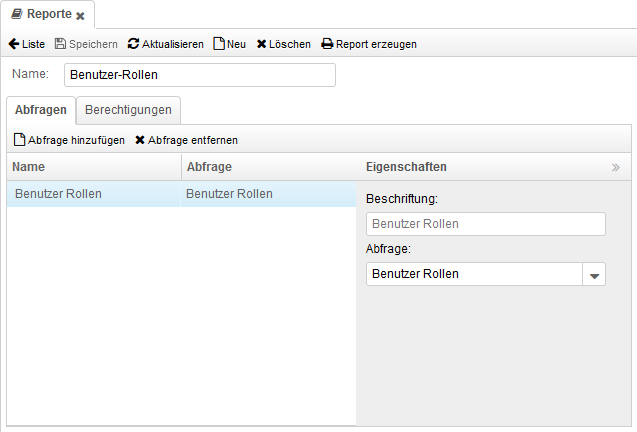 Reporte
Liste Speichern Aktualisieren Neu Löschen Report erzeugen
Name: Benutzer-Rollen
Abfragen Berechtigungen
Abfrage hinzufügen Abfrage entfernen
Name Abfrage Eigenschaften »
Benutzer Rollen Benutzer Rollen
Beschriftung:
Benutzer Rollen
Abfrage:
Benutzer Rollen